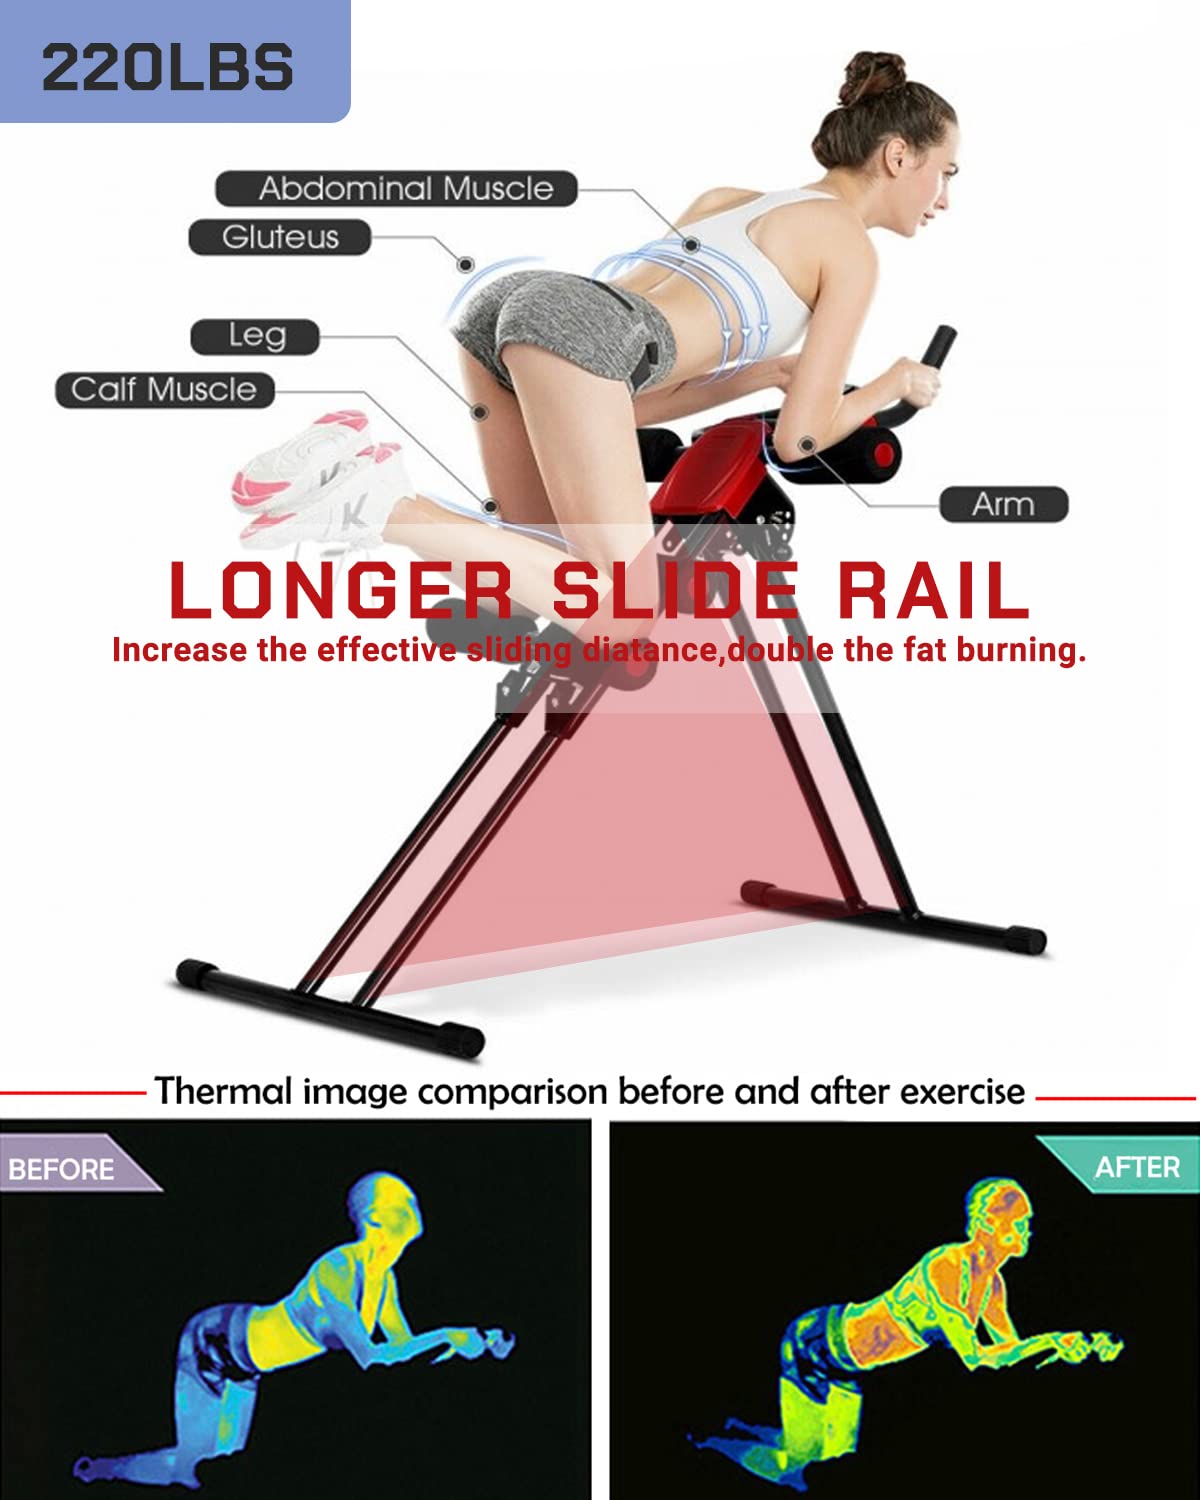 220LBS
Abdominal Muscle
Gluteus
Leg
Calf Muscle
Arm
LONGER SLIDE RAIL
Increase the effective sliding diatance,double the fat burning.
Thermal image comparison before and after exercise
BEFORE
AFTER